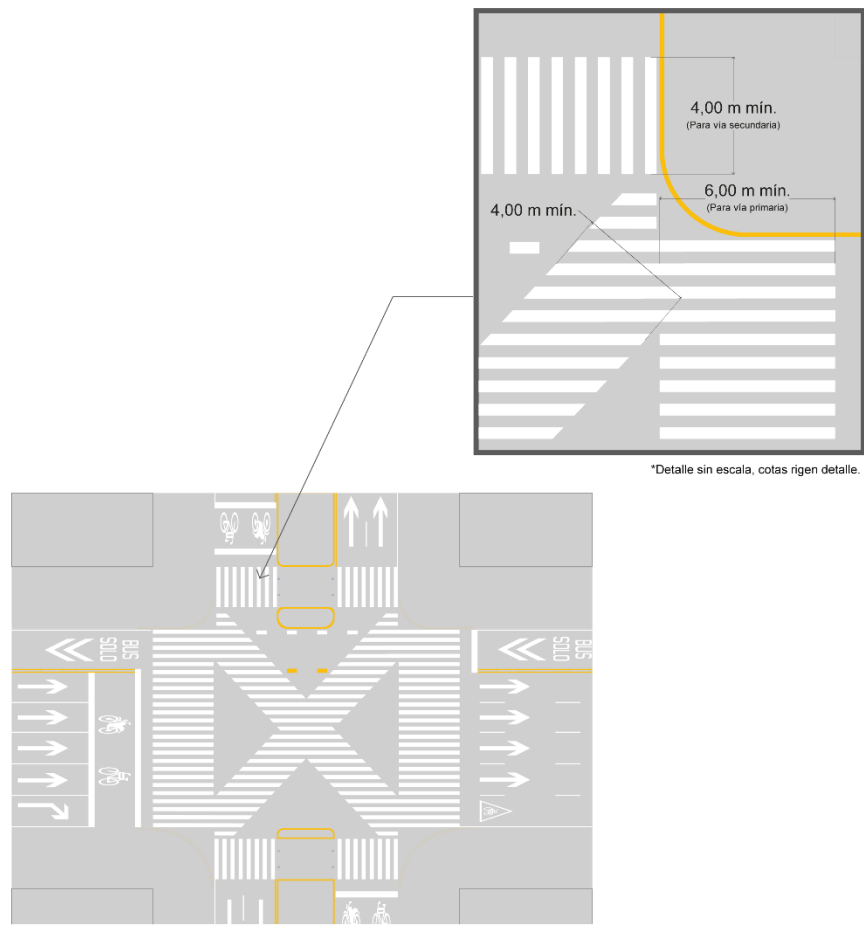 4,00 m mín.
(Para vía secundaria)
6,00 m mín.
(Para vía primaria)
4,00 m mín.
*Detalle sin escala, cotas rigen detalle.
BUS
SOLO
BUS
SOLO